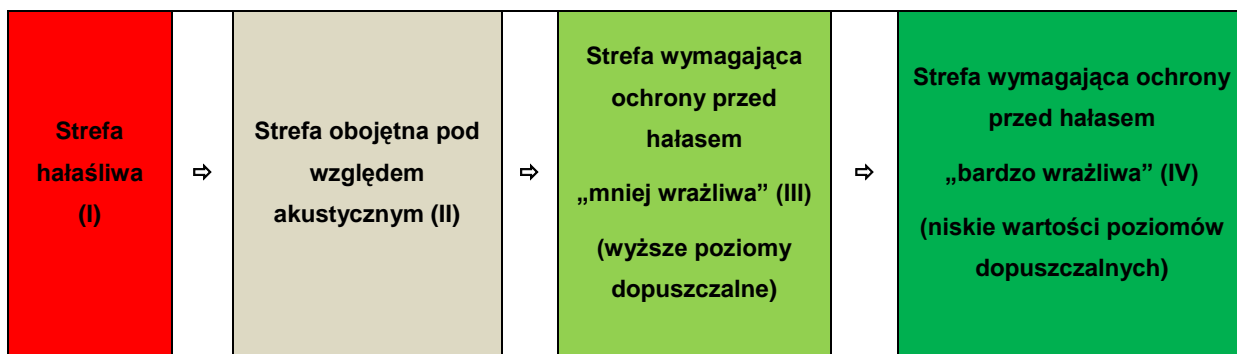 Strefa
hałaśliwa
(I)
⇨
Strefa obojętna pod
względem
akustycznym (II)
⇨
Strefa wymagająca
ochrony przed
hałasem
„mniej wrażliwa” (III)
(wyższe poziomy
dopuszczalne)
⇨
Strefa wymagająca ochrony
przed hałasem
„bardzo wrażliwa” (IV)
(niskie wartości poziomów
dopuszczalnych)